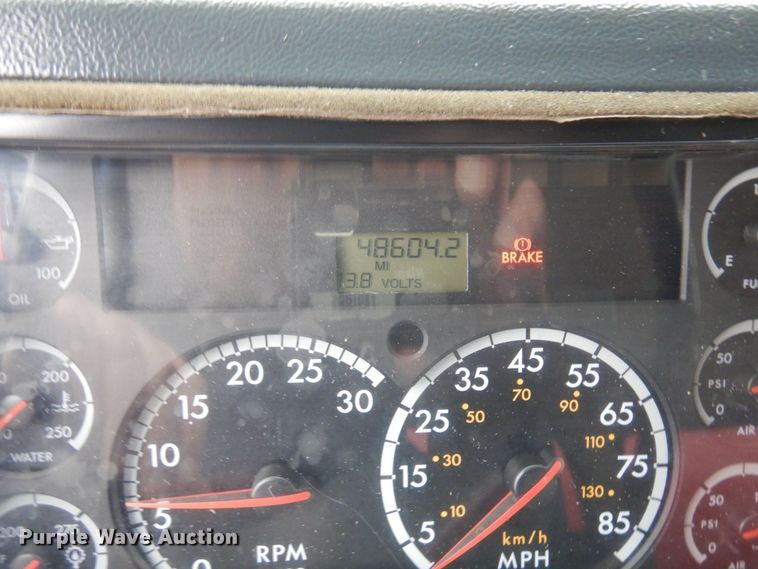 48604.2
MI
13.8 VOLTS
BRAKE
100
OIL
E
200
250
WATER
5
10
15
20
25
30
RPM
5
15
25
35
45
55
65
75
85
10
30
50
70
90
110
130
km/h
MPH
50
PSI
0
AIR
50
PSI
0
AIR
200
Purple Wave Auction®